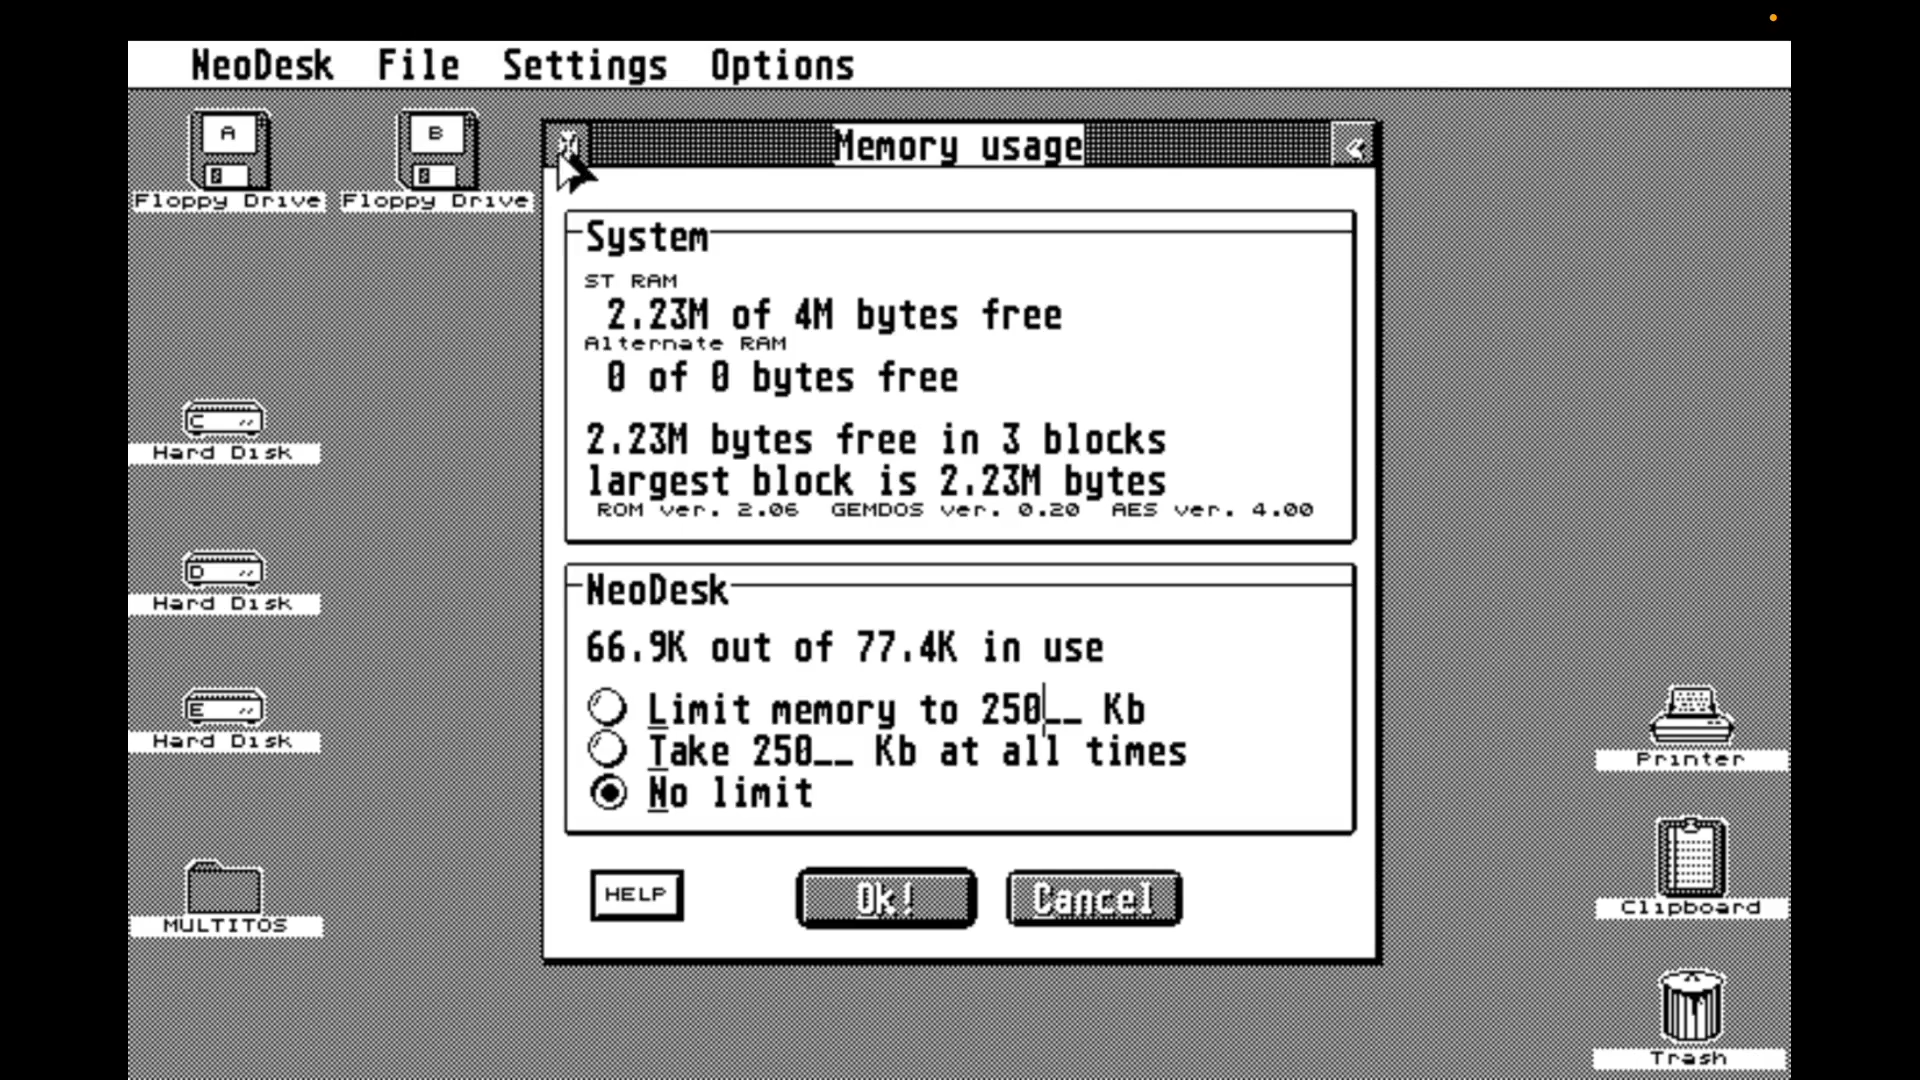 NeoDesk File Settings Options
A
B
Floppy Drive
Floppy Drive
Memory usage
System
ST RAM
2.23M of 4M bytes free
Alternate RAM
0 of 0 bytes free
2.23M bytes free in 3 blocks
largest block is 2.23M bytes
ROM ver. 2.06 GEMDOS ver. 0.20 AES ver. 4.00
NeoDesk
66.9K out of 77.4K in use
Limit memory to 250__ Kb
Take 250__ Kb at all times
No limit
HELP
Ok!
Cancel
C
Hard Disk
D
Hard Disk
E
Hard Disk
MULTITOS
Printer
Clipboard
Trash